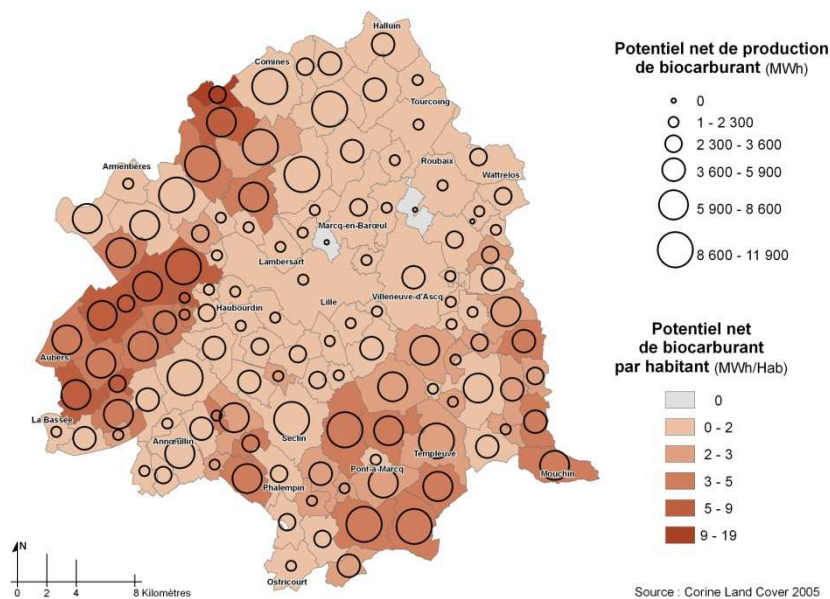 Halluin
Comines
Tourcoing
Armentières
Roubaix
Wattrelos
Marcq-en-Barœul
Lambersart
Lille
Villeneuve-d'Ascq
Haubourdin
Aubers
La Bassée
Annœullin
Seclin
Templeuve
Pont-à-Marcq
Mouchin
Phalempin
Ostricourt
N
0 2 4 8 Kilomètres
Potentiel net de production
de biocarburant (MWh)
0
1 - 2 300
2 300 - 3 600
3 600 - 5 900
5 900 - 8 600
8 600 - 11 900
Potentiel net
de biocarburant
par habitant (MWh/Hab)
0
0 - 2
2 - 3
3 - 5
5 - 9
9 - 19
Source : Corine Land Cover 2005